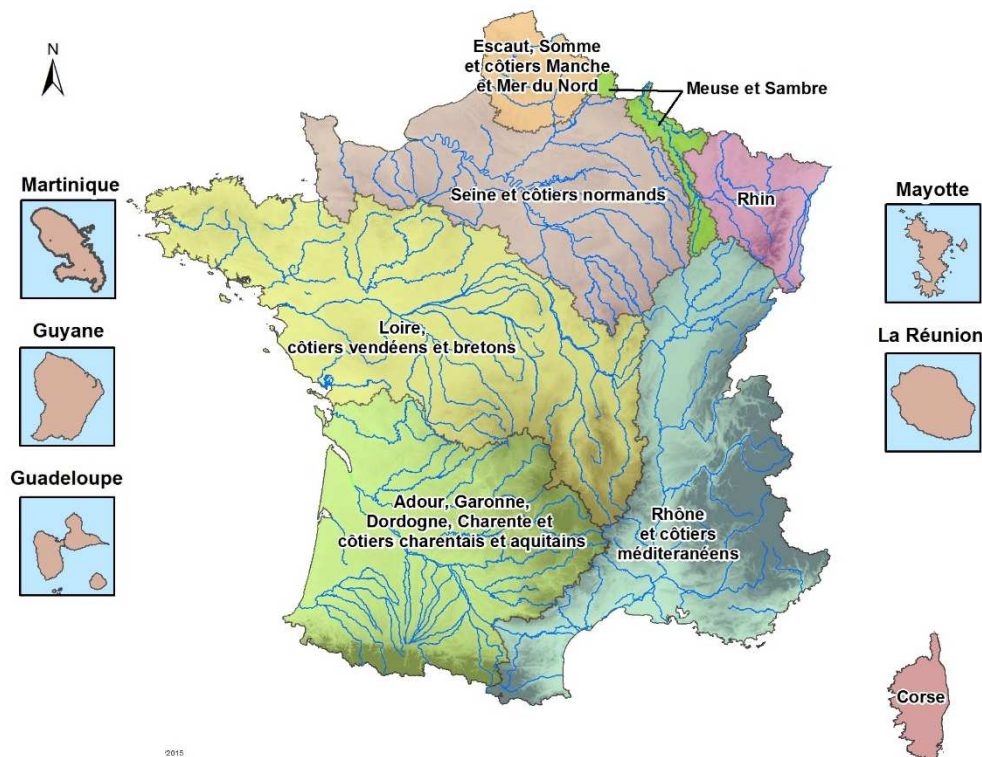 Escaut, Somme
et côtiers Manche
et Mer du Nord
N
Meuse et Sambre
Martinique
Seine et côtiers normands
Rhin
Mayotte
Guyane
Loire,
côtiers vendéens et bretons
La Réunion
Guadeloupe
Adour, Garonne,
Dordogne, Charente et
côtiers charentais et aquitains
Rhône
et côtiers
méditeranéens
Corse
2015